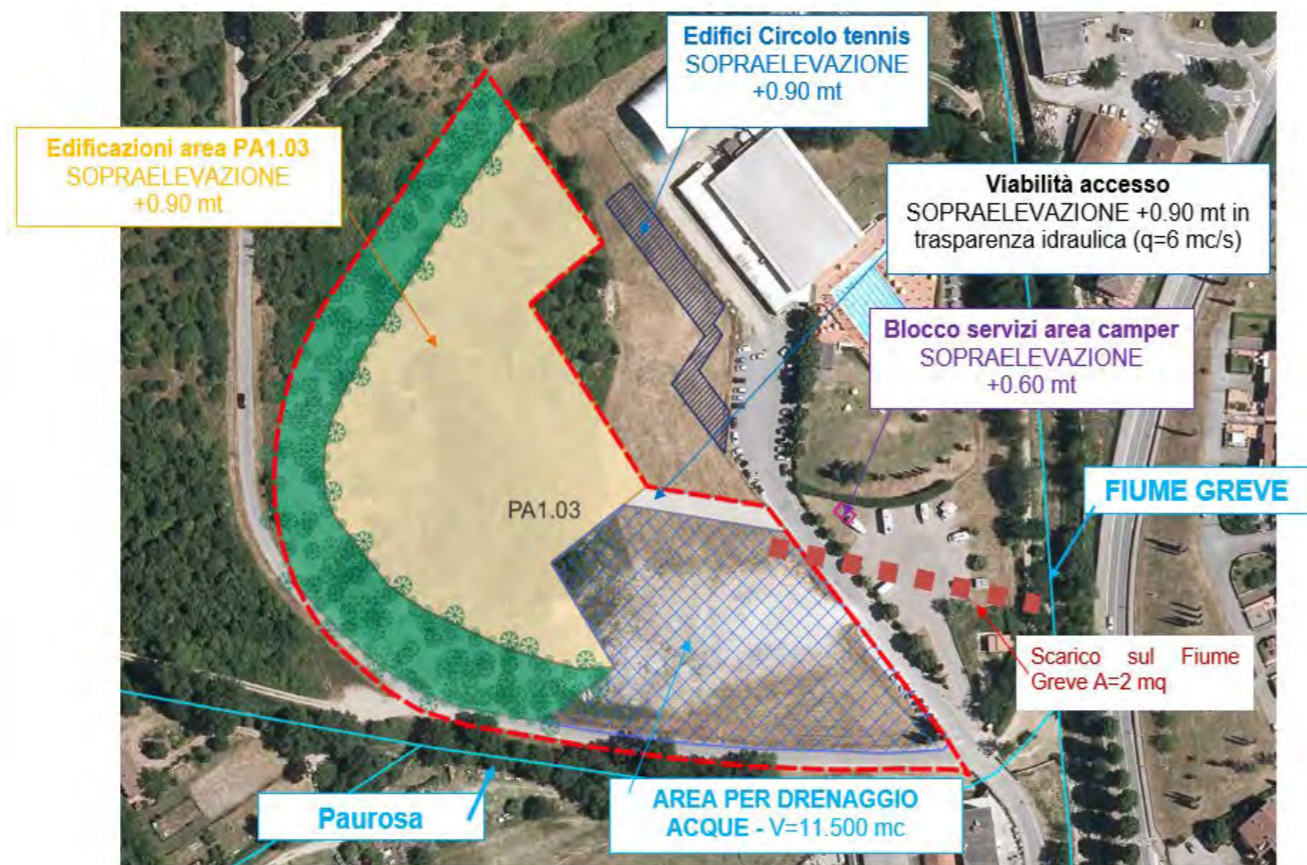 Edifici Circolo tennis
SOPRAELEVAZIONE
+0.90 mt
Edificazioni area PA1.03
SOPRAELEVAZIONE
+0.90 mt
Viabilità accesso
SOPRAELEVAZIONE +0.90 mt in
trasparenza idraulica (q=6 mc/s)
Blocco servizi area camper
SOPRAELEVAZIONE
+0.60 mt
FIUME GREVE
PA1.03
Scarico sul Fiume
Greve A=2 mq
Paurosa
AREA PER DRENAGGIO
ACQUE - V=11.500 mc